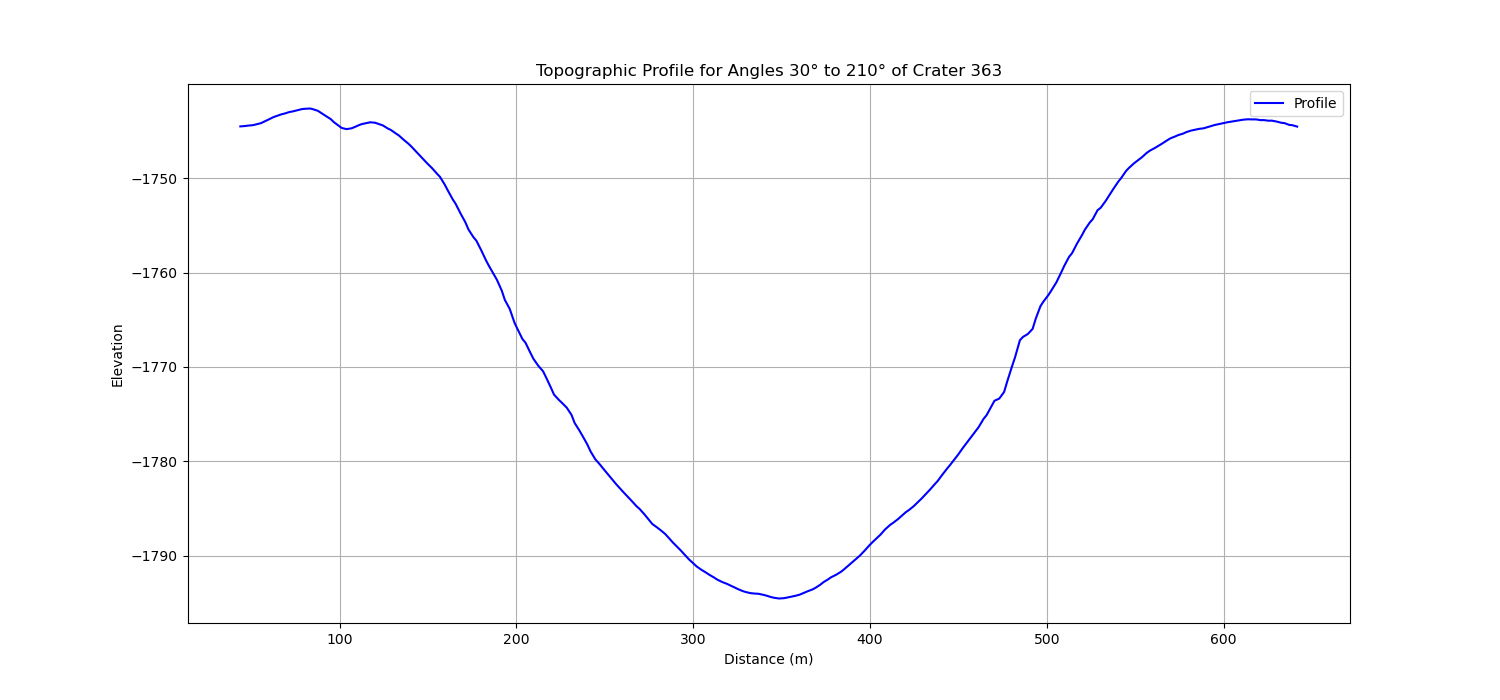 Topographic Profile for Angles 30° to 210° of Crater 363
Profile
−1750
−1760
−1770
−1780
−1790
Elevation
100 200 300 400 500 600
Distance (m)